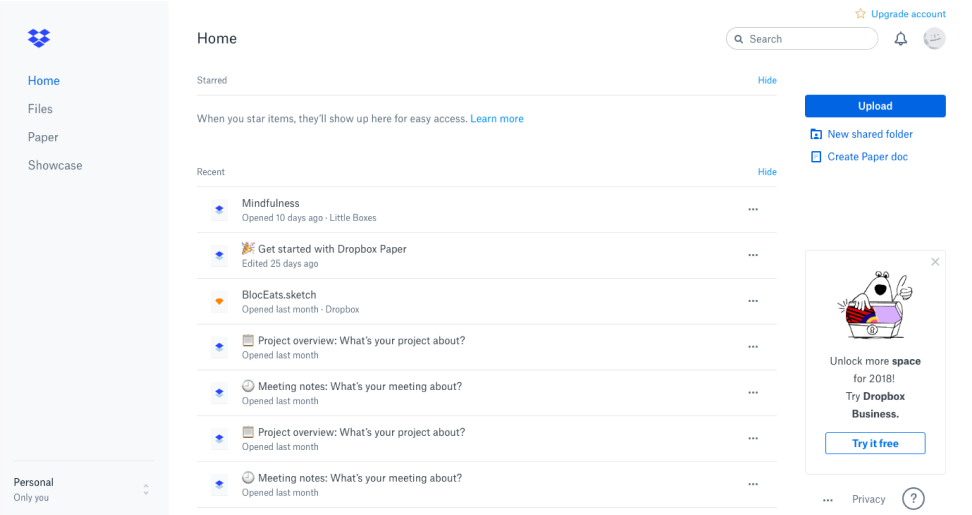 Upgrade account
Home
Search
Home
Files
Paper
Showcase
Starred
Hide
When you star items, they'll show up here for easy access. Learn more
Recent
Hide
Mindfulness
Opened 10 days ago · Little Boxes
🎉 Get started with Dropbox Paper
Edited 25 days ago
BlocEats.sketch
Opened last month · Dropbox
Project overview: What's your project about?
Opened last month
Meeting notes: What's your meeting about?
Opened last month
Project overview: What's your project about?
Opened last month
Meeting notes: What's your meeting about?
Opened last month
Upload
New shared folder
Create Paper doc
Unlock more space
for 2018!
Try Dropbox
Business.
Try it free
Personal
Only you
Privacy
?